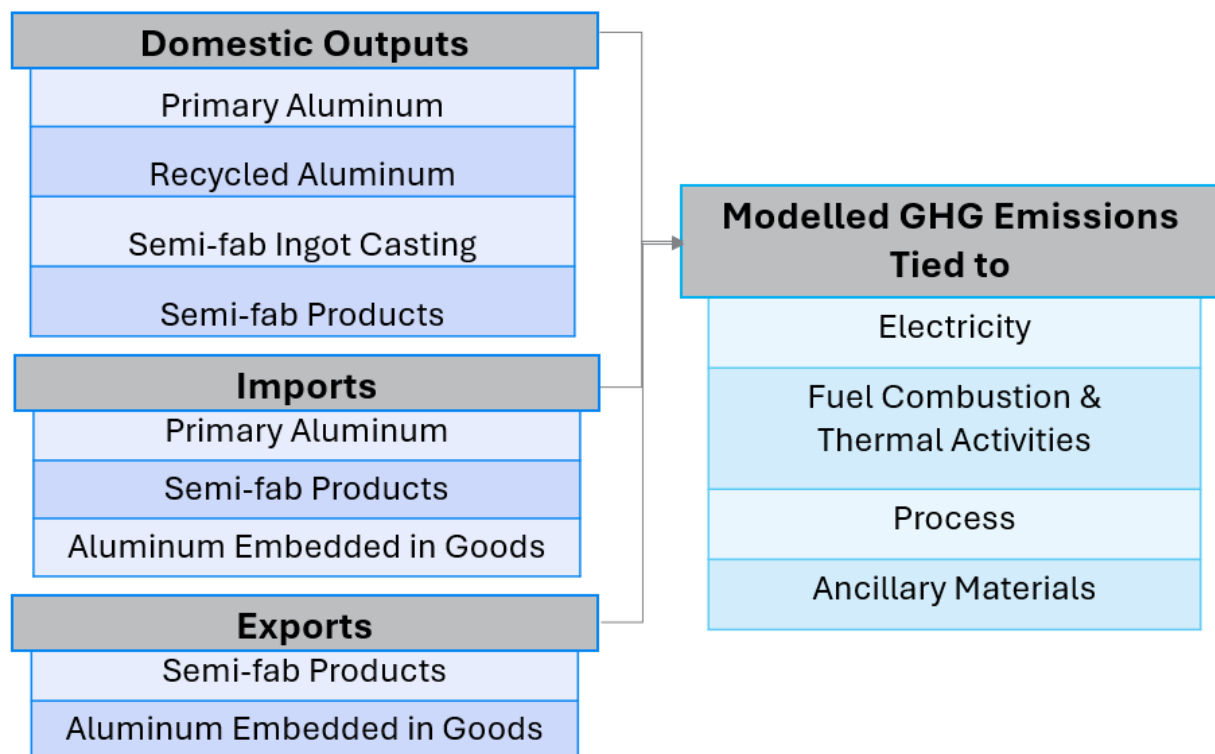 Domestic Outputs
Primary Aluminum
Recycled Aluminum
Semi-fab Ingot Casting
Semi-fab Products
Imports
Primary Aluminum
Semi-fab Products
Aluminum Embedded in Goods
Exports
Semi-fab Products
Aluminum Embedded in Goods
Modelled GHG Emissions
Tied to
Electricity
Fuel Combustion &
Thermal Activities
Process
Ancillary Materials